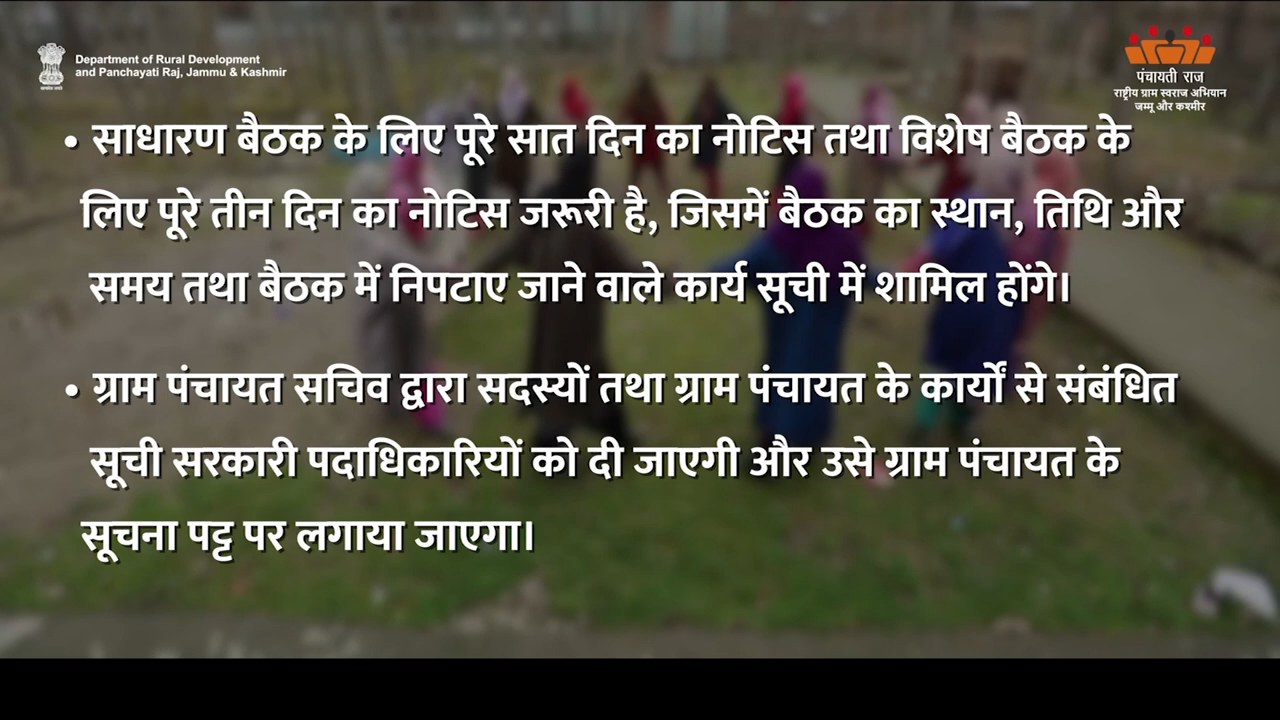 Department of Rural Development
and Panchayati Raj, Jammu & Kashmir
पंचायती राज
राष्ट्रीय ग्राम स्वराज अभियान
जम्मू और कश्मीर
• साधारण बैठक के लिए पूरे सात दिन का नोटिस तथा विशेष बैठक के
लिए पूरे तीन दिन का नोटिस जरूरी है, जिसमें बैठक का स्थान, तिथि और
समय तथा बैठक में निपटाए जाने वाले कार्य सूची में शामिल होंगे।
• ग्राम पंचायत सचिव द्वारा सदस्यों तथा ग्राम पंचायत के कार्यों से संबंधित
सूची सरकारी पदाधिकारियों को दी जाएगी और उसे ग्राम पंचायत के
सूचना पट्ट पर लगाया जाएगा।